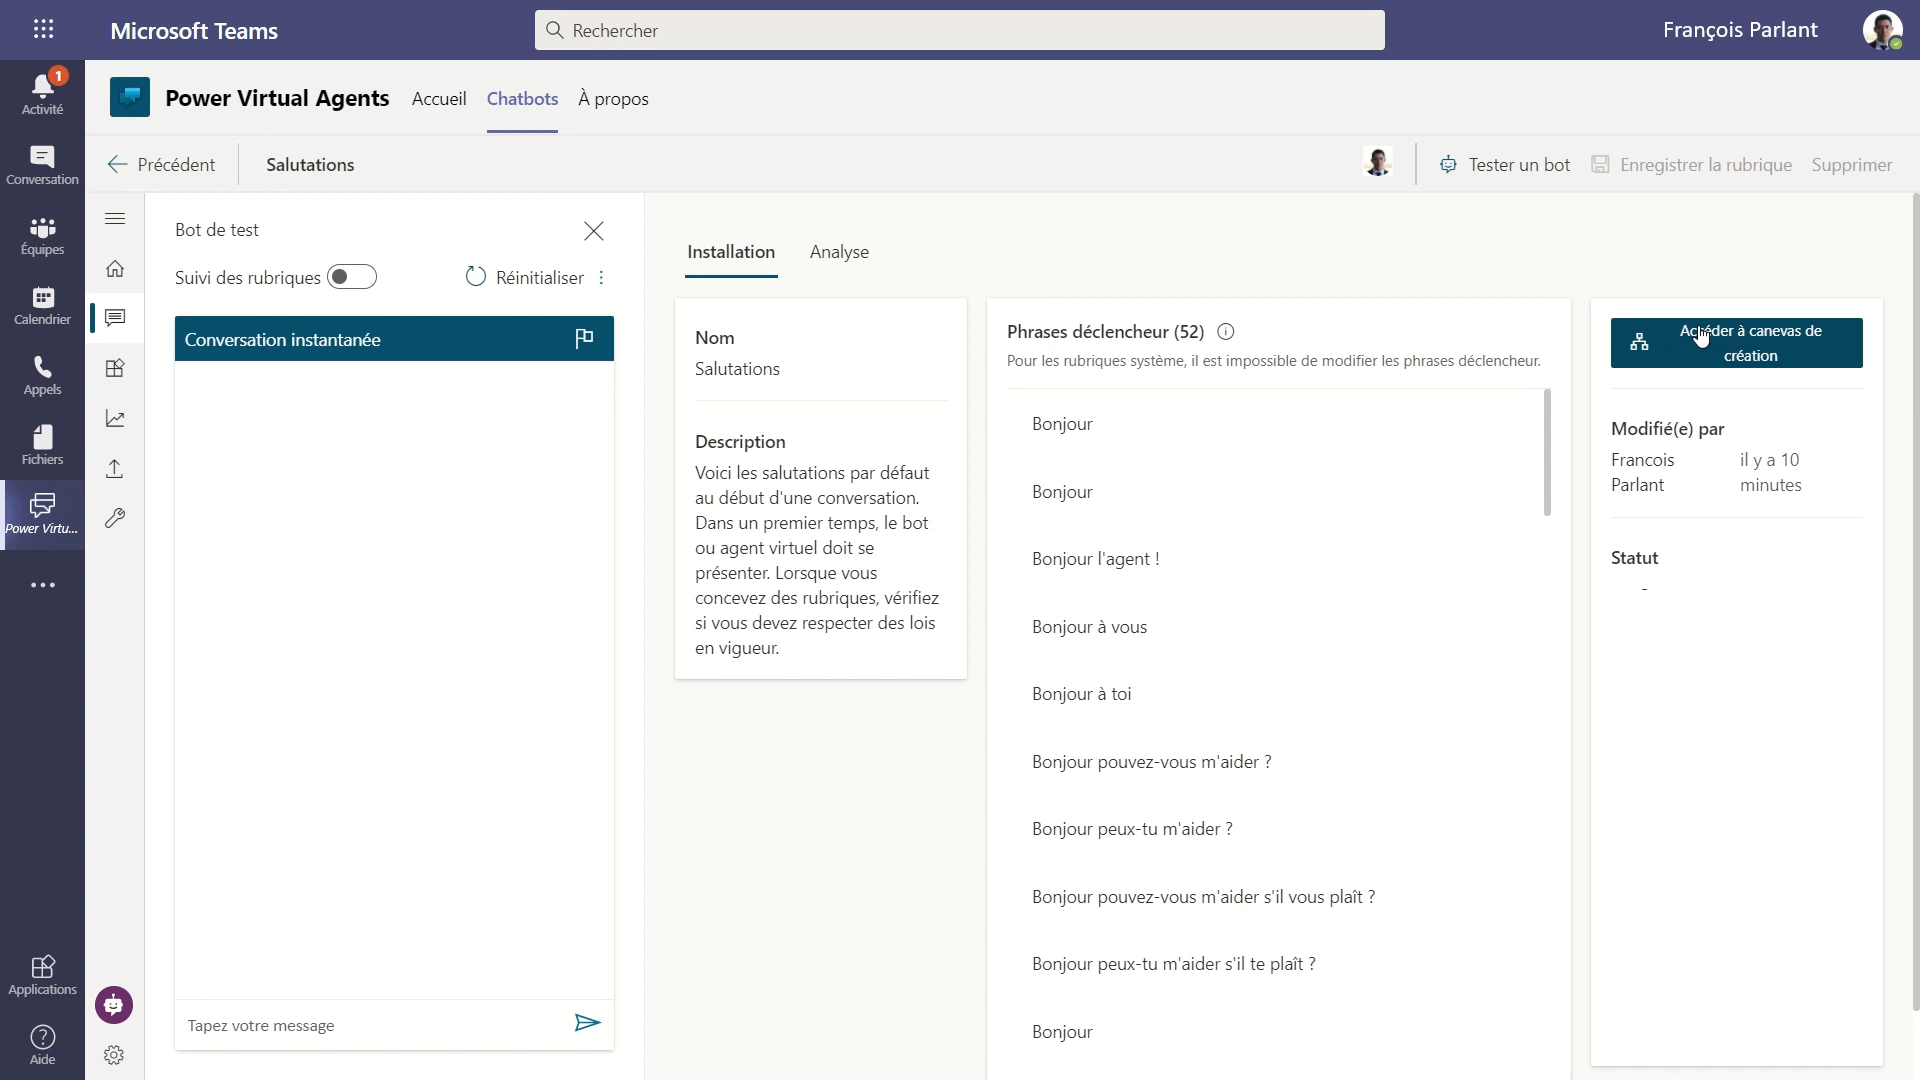 Microsoft Teams
Rechercher
François Parlant
1
Activité
Conversation
Équipes
Calendrier
Appels
Fichiers
Power Virtu...
Applications
Aide
Power Virtual Agents
Accueil
Chatbots
À propos
Précédent
Salutations
Tester un bot
Enregistrer la rubrique
Supprimer
Bot de test
Suivi des rubriques
Réinitialiser
Conversation instantanée
Tapez votre message
Installation
Analyse
Nom
Salutations
Description
Voici les salutations par défaut
au début d'une conversation.
Dans un premier temps, le bot
ou agent virtuel doit se
présenter. Lorsque vous
concevez des rubriques, vérifiez
si vous devez respecter des lois
en vigueur.
Phrases déclencheur (52)
Pour les rubriques système, il est impossible de modifier les phrases déclencheur.
Bonjour
Bonjour
Bonjour l'agent !
Bonjour à vous
Bonjour à toi
Bonjour pouvez-vous m'aider ?
Bonjour peux-tu m'aider ?
Bonjour pouvez-vous m'aider s'il vous plaît ?
Bonjour peux-tu m'aider s'il te plaît ?
Bonjour
Accéder à canevas de
création
Modifié(e) par
Francois
Parlant
il y a 10
minutes
Statut
-